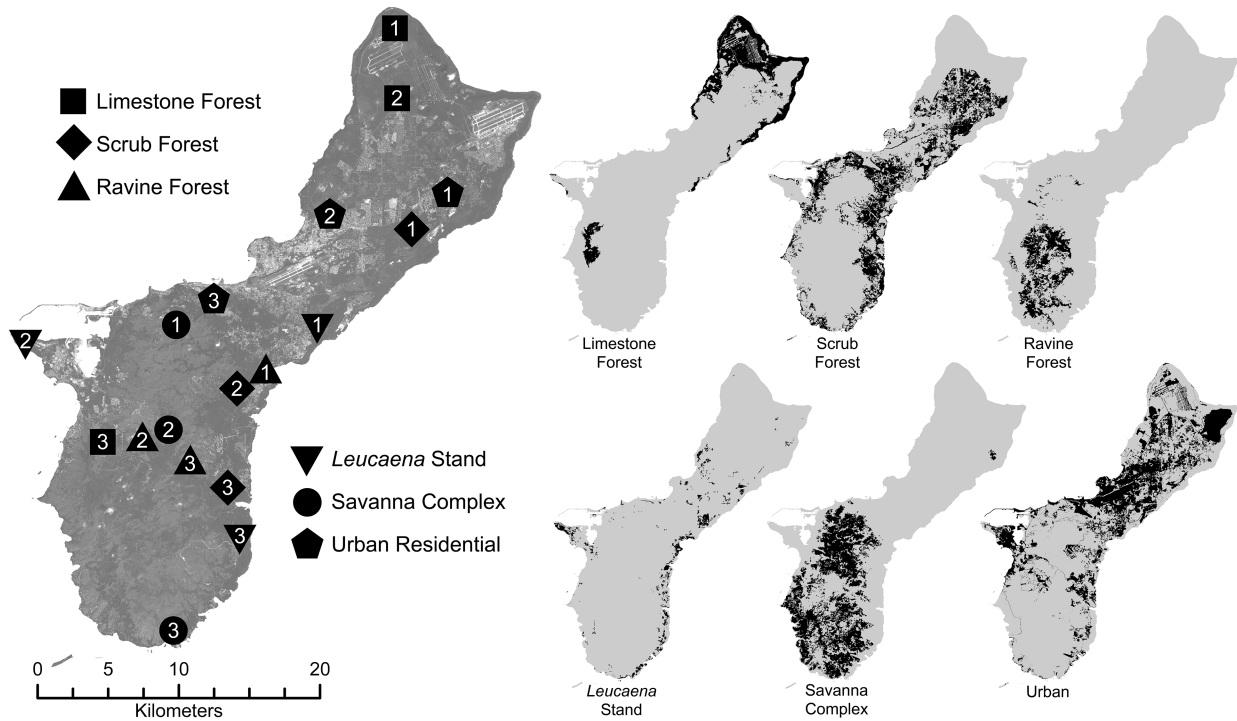 1
2
Limestone Forest
Scrub Forest
Ravine Forest
1
2
1
3
1
1
2
1
2
2
3
2
3
3
3
3
Leucaena Stand
Savanna Complex
Urban Residential
0 5 10 20
Kilometers
Limestone
Forest
Scrub
Forest
Ravine
Forest
Leucaena
Stand
Savanna
Complex
Urban